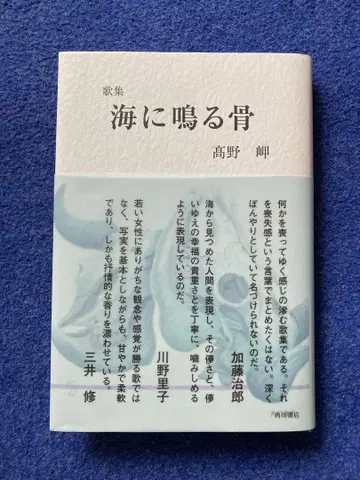 歌集
海に鳴る骨
髙野 岬
何かを喪ってゆく感じの滲む歌集である。それ
を喪失感という言葉でまとめたくはない。深く
ぼんやりとしていて名づけられないのだ。
加藤治郎
海から見つめた人間を表現し、その儚さと、儚
いゆえの幸福の貴重さとを丁寧に、嚙みしめる
ように表現しているのだ。
川野里子
若い女性にありがちな観念や感覚が勝る歌では
なく、写実を基本としながらも、甘やかで柔軟
であり、しかも抒情的な香りを漂わせている。
三井 修
角川書店